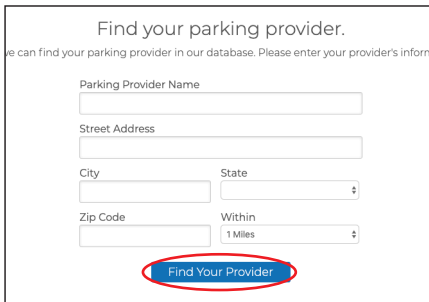 Find your parking provider.
we can find your parking provider in our database. Please enter your provider's
Parking Provider Name
Street Address
City State
Zip Code Within
1 Miles
Find Your Provider